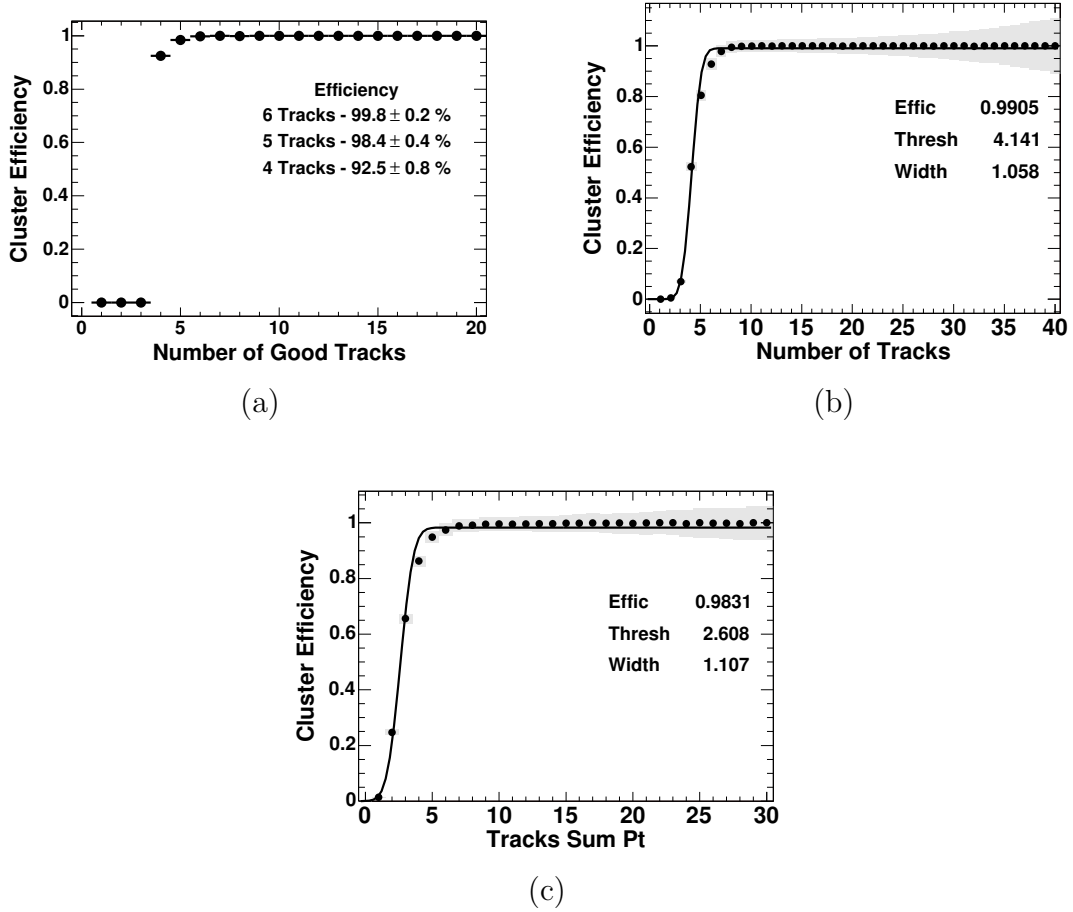 Cluster Efficiency
1
0.8
0.6
0.4
0.2
0
Efficiency
6 Tracks - 99.8 ± 0.2 %
5 Tracks - 98.4 ± 0.4 %
4 Tracks - 92.5 ± 0.8 %
0 5 10 15 20
Number of Good Tracks
(a)
Cluster Efficiency
1
0.8
0.6
0.4
0.2
0
Effic 0.9905
Thresh 4.141
Width 1.058
0 5 10 15 20 25 30 35 40
Number of Tracks
(b)
Cluster Efficiency
1
0.8
0.6
0.4
0.2
0
Effic 0.9831
Thresh 2.608
Width 1.107
0 5 10 15 20 25 30
Tracks Sum Pt
(c)